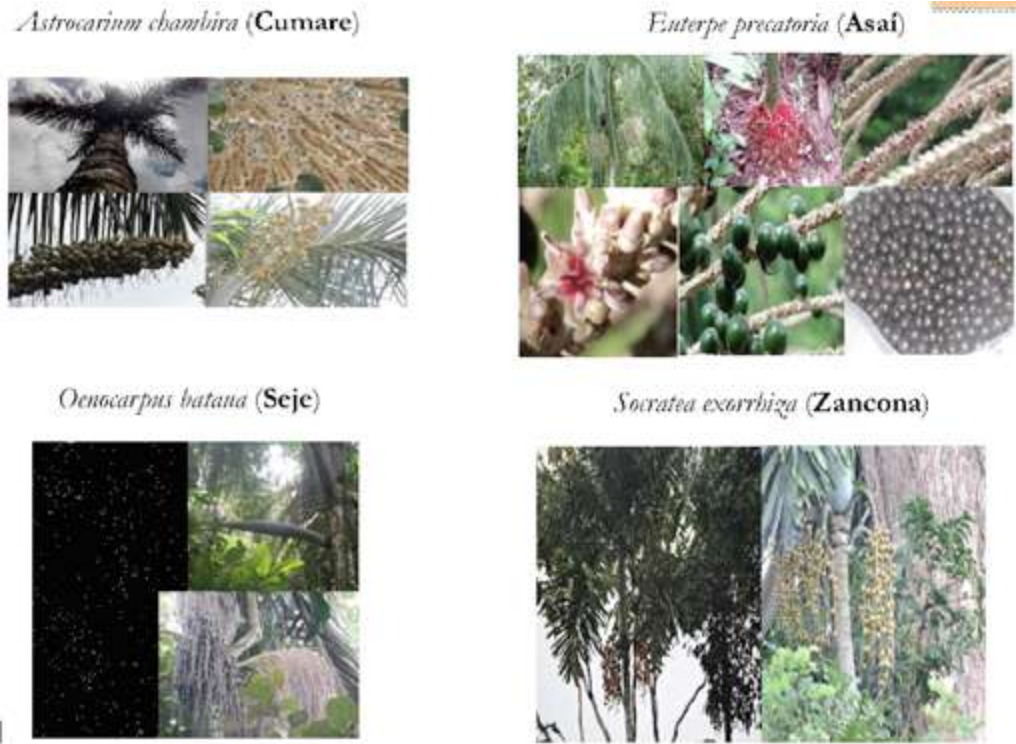 Astrocarium chambira (Cumare)
Euterpe precatoria (Asaí)
Oenocarpus bataua (Seje)
Socratea exorrhiza (Zancona)